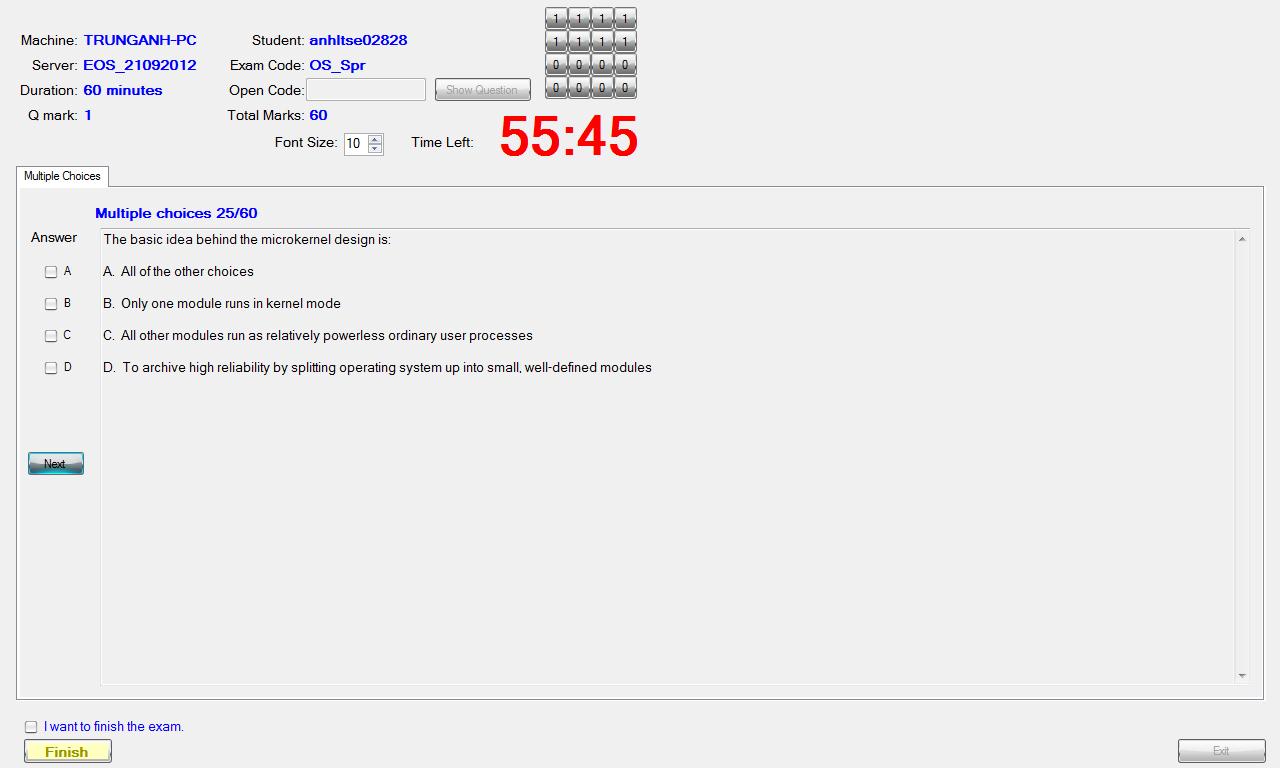 1 1 1 1
Machine: TRUNGANH-PC Student: anhltse02828 1 1 1 1
Server: EOS_21092012 Exam Code: OS_Spr 0 0 0 0
Duration: 60 minutes Open Code: Show Question 0 0 0 0
Q mark: 1 Total Marks: 60
Font Size: 10 Time Left: 55:45
Multiple Choices
Multiple choices 25/60
Answer The basic idea behind the microkernel design is:
A A. All of the other choices
B B. Only one module runs in kernel mode
C C. All other modules run as relatively powerless ordinary user processes
D D. To archive high reliability by splitting operating system up into small, well-defined modules
Next
I want to finish the exam.
Finish Exit